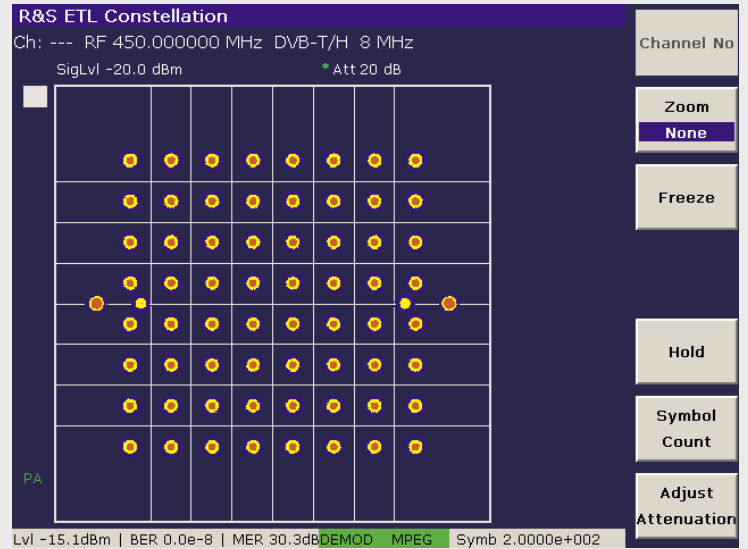 R&S ETL Constellation
Ch: --- RF 450.000000 MHz DVB-T/H 8 MHz
SigLvl -20.0 dBm * Att 20 dB
Channel No
Zoom
None
Freeze
Hold
Symbol
Count
PA
Adjust
Attenuation
Lvl -15.1dBm | BER 0.0e-8 | MER 30.3dB DEMOD MPEG Symb 2.0000e+002